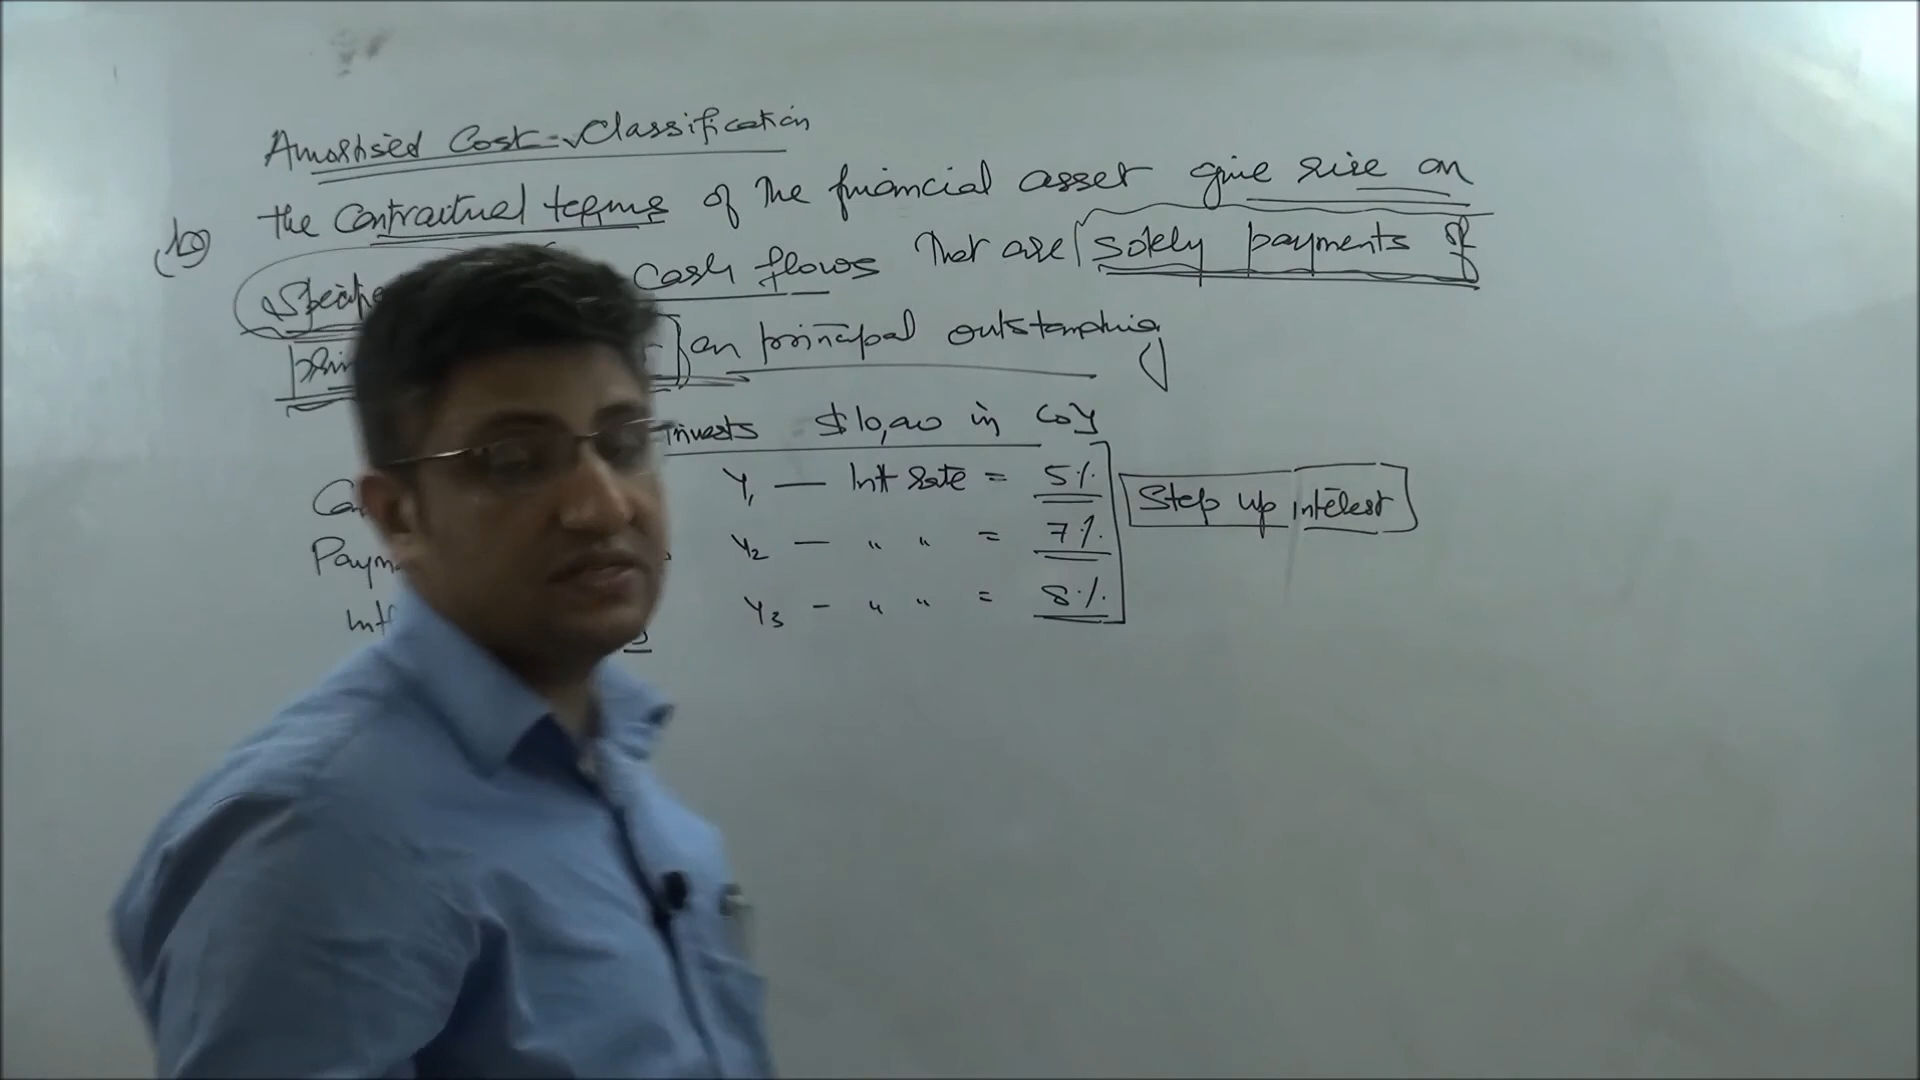 Amortised Cost - Classification
(b) the contractual terms of the financial asset give rise on
cash flows that are solely payments of
on principal outstanding
invests $10,000 in CoY
Y1 — Int rate = 5%
Step up interest
Y2 — " " = 7%
Y3 - " " = 8%